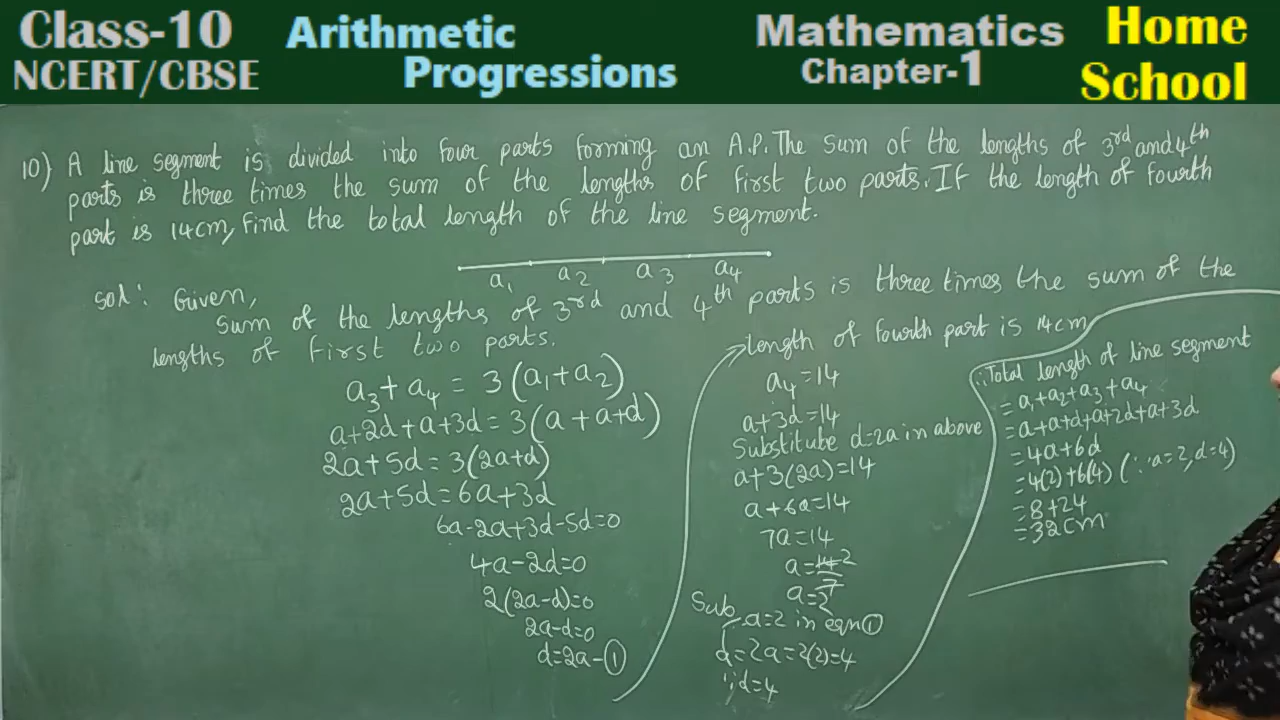 Class-10
NCERT/CBSE
Arithmetic
Progressions
Mathematics
Chapter-1
Home
School
10) A line segment is divided into four parts forming an A.P. The sum of the lengths of 3rd and 4th
parts is three times the sum of the lengths of first two parts. If the length of fourth
part is 14cm, find the total length of the line segment.
a1 a2 a3 a4
Sol: Given,
Sum of the lengths of 3rd and 4th parts is three times the sum of the
lengths of first two parts.
a3 + a4 = 3(a1+a2)
a+2d+a+3d=3(a+a+d)
2a+5d=3(2a+d)
2a+5d=6a+3d
6a-2a+3d-5d=0
4a-2d=0
2(2a-d)=0
2a-d=0
d=2a-①
length of fourth part is 14cm
a4=14
a+3d=14
Substitute d=2a in above
a+3(2a)=14
a+6a=14
7a=14
a=14/7 2
a=2
Sub a=2 in eqn①
d=2a=2(2)=4
∴d=4
∴Total length of line segment
=a1+a2+a3+a4
=a+a+d+a+2d+a+3d
=4a+6d
=4(2)+6(4) (∵a=2,d=4)
=8+24
=32cm